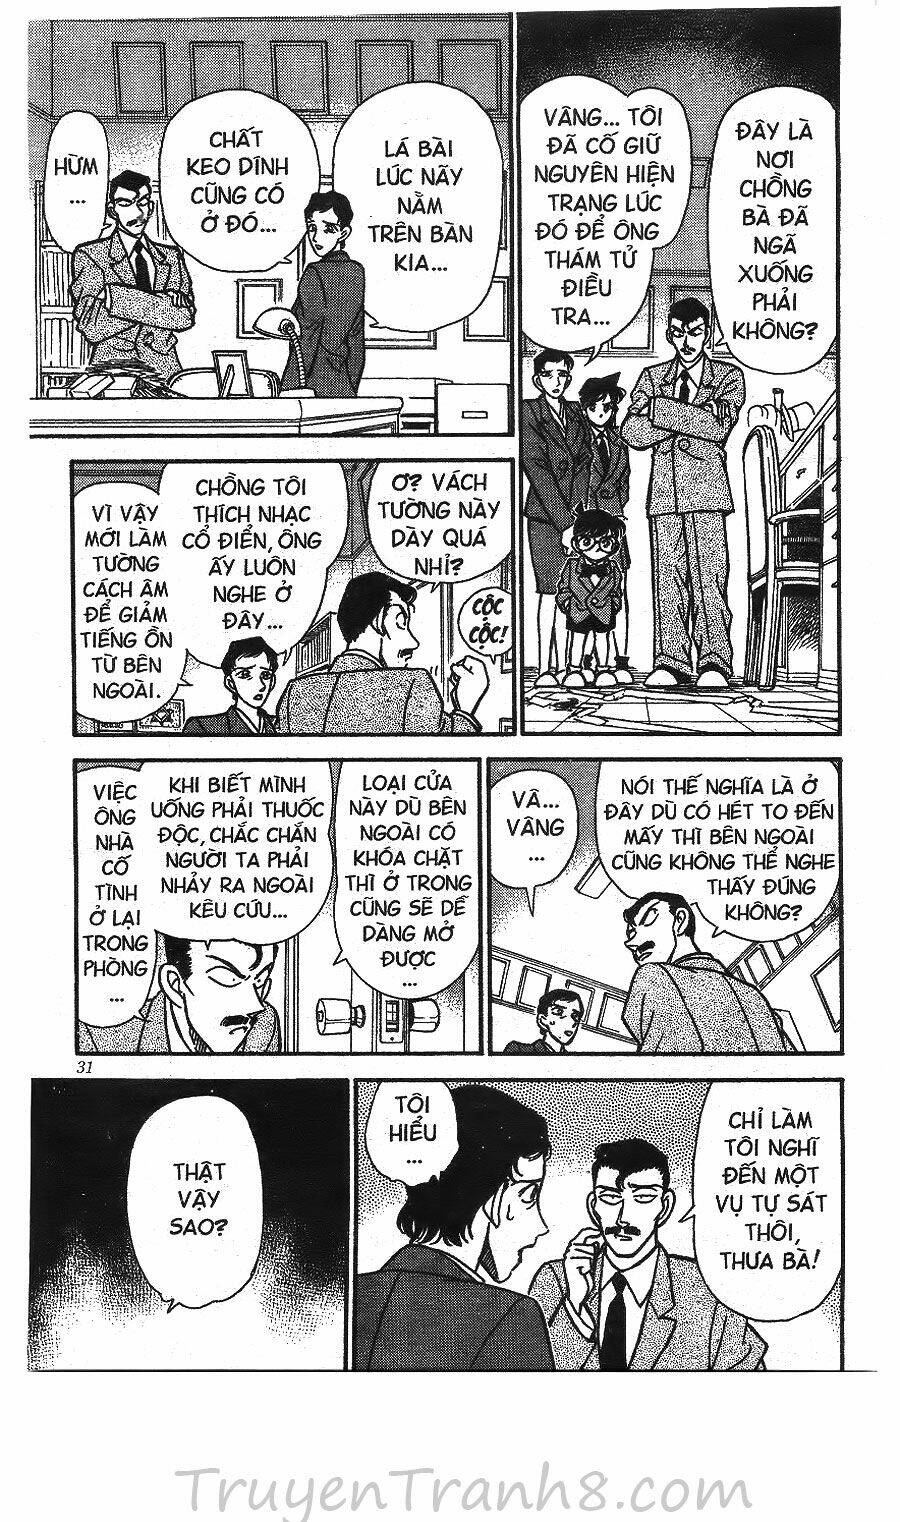 ĐÂY LÀ
NƠI
CHỒNG
BÀ ĐÃ
NGÃ
XUỐNG
PHẢI
KHÔNG?
VÂNG... TÔI
ĐÃ CỐ GIỮ
NGUYÊN HIỆN
TRẠNG LÚC
ĐÓ ĐỂ ÔNG
THÁM TỬ
ĐIỀU
TRA...
LÁ BÀI
LÚC NÃY
NẰM
TRÊN BÀN
KIA...
CHẤT
KEO DÍNH
CŨNG CÓ
Ở ĐÓ...
HỪM
...
Ơ? VÁCH
TƯỜNG NÀY
DÀY QUÁ
NHỈ?
CỘC
CỘC!
CHỒNG TÔI
THÍCH NHẠC
CỔ ĐIỂN, ÔNG
ẤY LUÔN
NGHE Ở
ĐÂY...
VÌ VẬY
MỚI LÀM
TƯỜNG
CÁCH ÂM
ĐỂ GIẢM
TIẾNG ỒN
TỪ BÊN
NGOÀI.
NÓI THẾ NGHĨA LÀ Ở
ĐÂY DÙ CÓ HÉT TO ĐẾN
MẤY THÌ BÊN NGOÀI
CŨNG KHÔNG THỂ NGHE
THẤY ĐÚNG
KHÔNG?
VÂ...
VÂNG
...
LOẠI CỬA
NÀY DÙ BÊN
NGOÀI CÓ
KHÓA CHẶT
THÌ Ở TRONG
CŨNG SẼ DỄ
DÀNG MỞ
ĐƯỢC
...
KHI BIẾT MÌNH
UỐNG PHẢI THUỐC
ĐỘC, CHẮC CHẮN
NGƯỜI TA PHẢI
NHẢY RA NGOÀI
KÊU CỨU...
VIỆC
ÔNG
NHÀ
CỐ
TÌNH
Ở LẠI
TRONG
PHÒNG
...
31
CHỈ LÀM
TÔI NGHĨ
ĐẾN MỘT
VỤ TỰ SÁT
THÔI,
THƯA BÀ!
TÔI
HIỂU
...
THẬT
VẬY
SAO?
TruyenTranh8.com